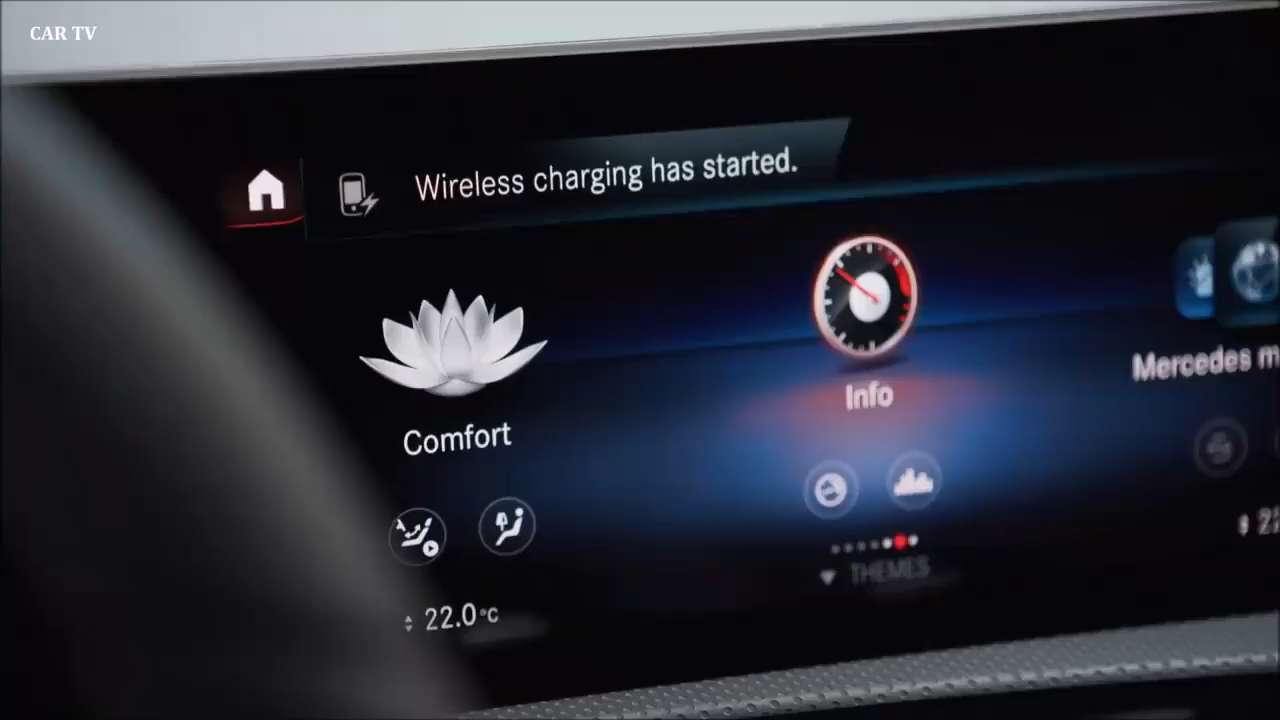 CAR TV
Wireless charging has started.
Info
Mercedes m
Comfort
22.0°C
THEMES